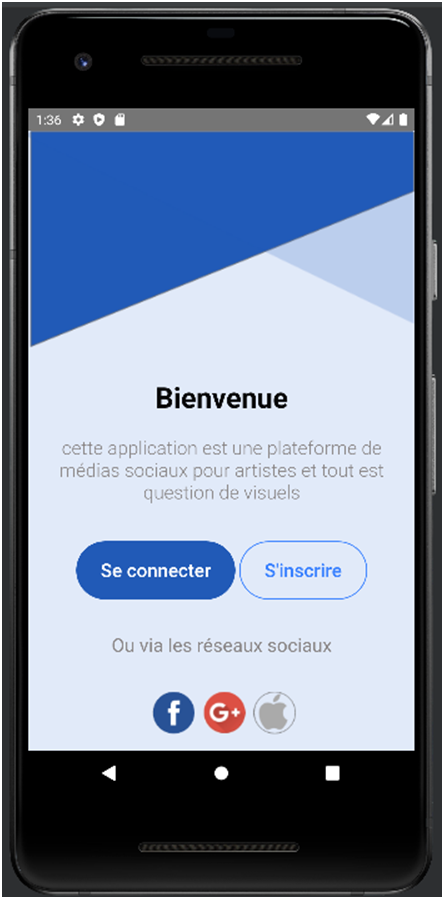 1:36
Bienvenue
cette application est une plateforme de
médias sociaux pour artistes et tout est
question de visuels
Se connecter
S'inscrire
Ou via les réseaux sociaux
f
G+